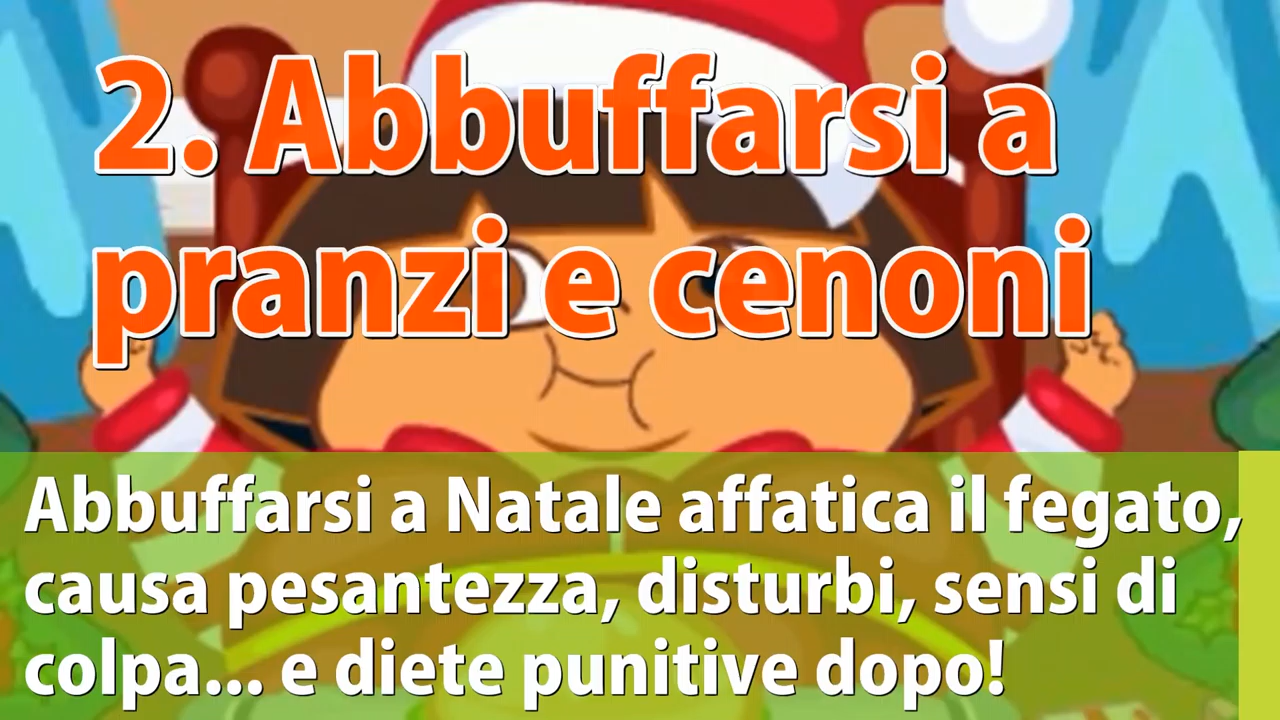 2. Abbuffarsi a
pranzi e cenoni
Abbuffarsi a Natale affatica il fegato,
causa pesantezza, disturbi, sensi di
colpa... e diete punitive dopo!